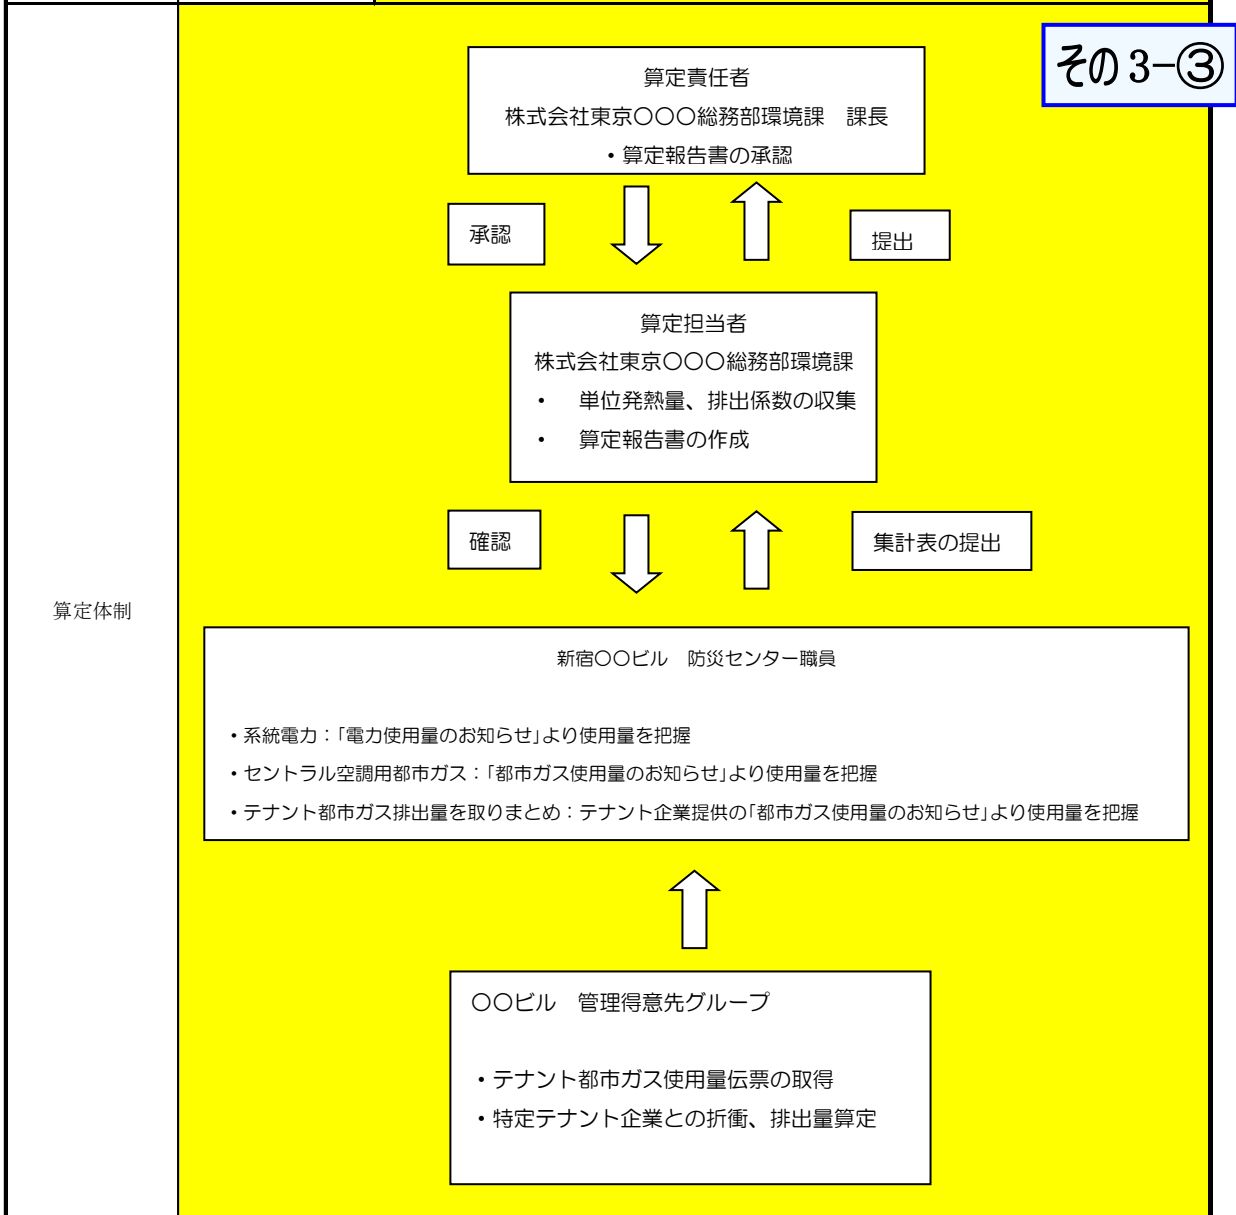 その3-③
算定責任者
株式会社東京〇〇〇総務部環境課　課長
・算定報告書の承認
承認
提出
算定担当者
株式会社東京〇〇〇総務部環境課
・　単位発熱量、排出係数の収集
・　算定報告書の作成
確認
集計表の提出
算定体制
新宿〇〇ビル　防災センター職員
・系統電力：「電力使用量のお知らせ」より使用量を把握
・セントラル空調用都市ガス：「都市ガス使用量のお知らせ」より使用量を把握
・テナント都市ガス排出量を取りまとめ：テナント企業提供の「都市ガス使用量のお知らせ」より使用量を把握
〇〇ビル　管理得意先グループ
・テナント都市ガス使用量伝票の取得
・特定テナント企業との折衝、排出量算定